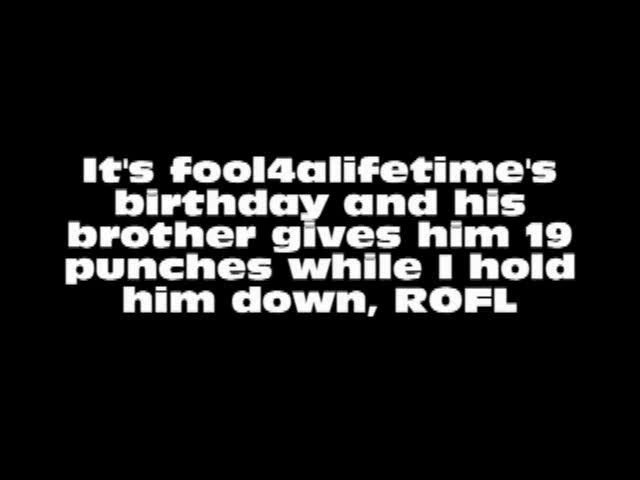 It's fool4alifetime's
birthday and his
brother gives him 19
punches while I hold
him down, ROFL